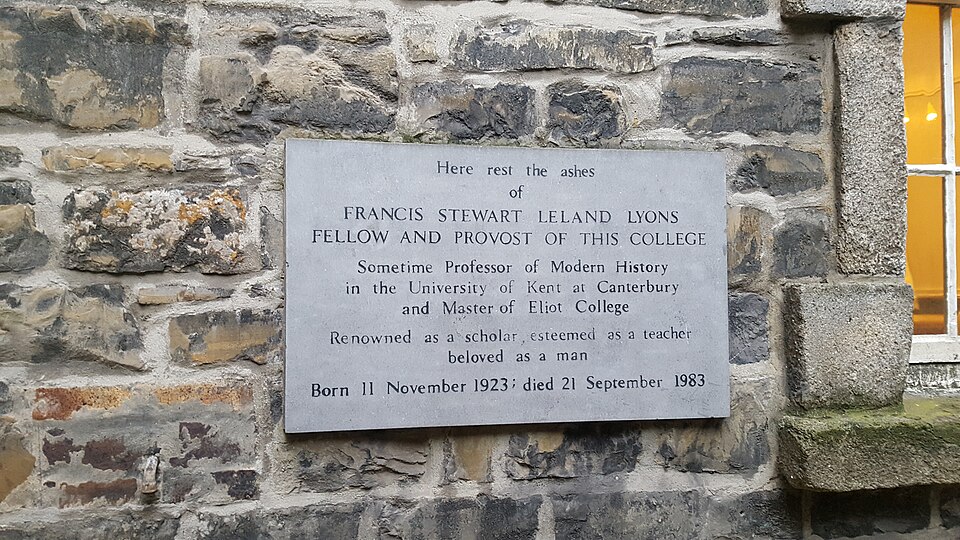 Here rest the ashes
of
FRANCIS STEWART LELAND LYONS
FELLOW AND PROVOST OF THIS COLLEGE
Sometime Professor of Modern History
in the University of Kent at Canterbury
and Master of Eliot College
Renowned as a scholar, esteemed as a teacher
beloved as a man
Born 11 November 1923; died 21 September 1983